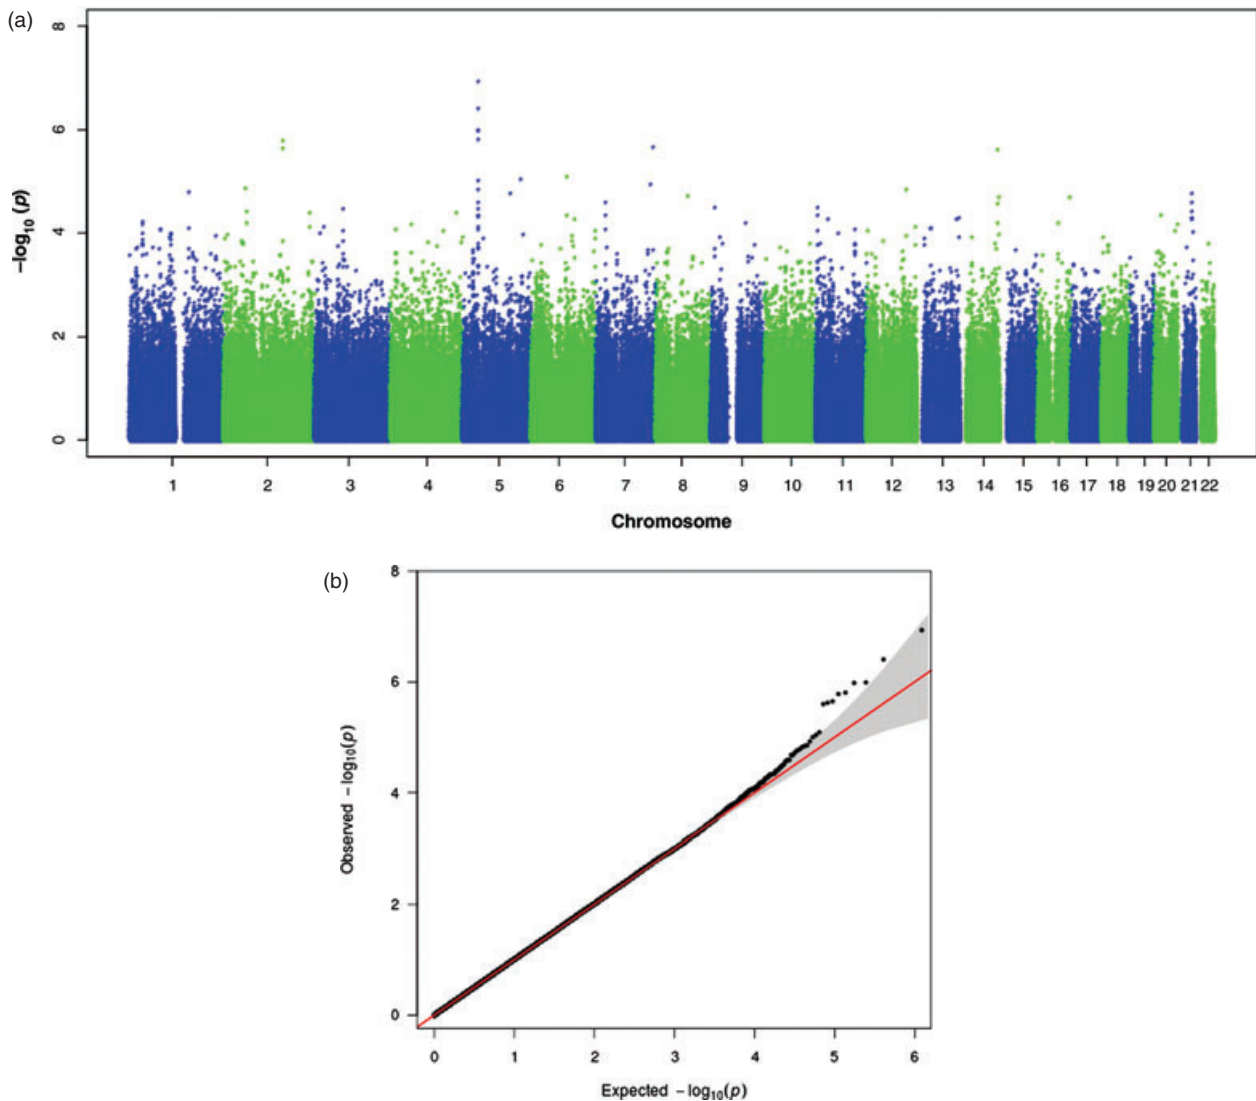 (a)
8
6
4
2
0
−log10 (p)
1 2 3 4 5 6 7 8 9 10 11 12 13 14 15 16 17 18 19 20 21 22
Chromosome
(b)
8
6
4
2
0
Observed −log10(p)
0 1 2 3 4 5 6
Expected −log10(p)